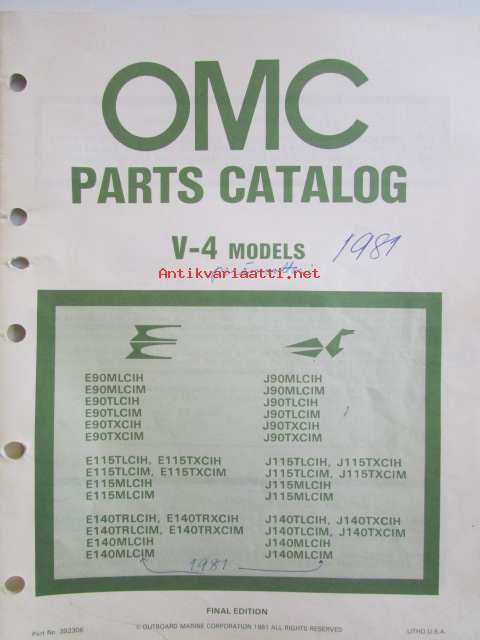 OMC
PARTS CATALOG
V-4 MODELS 1981
Antikvariaatti.net
E90MLCIH J90MLCIH
E90MLCIM J90MLCIM
E90TLCIH J90TLCIH
E90TLCIM J90TLCIM
E90TXCIH J90TXCIH
E90TXCIM J90TXCIM
E115TLCIH, E115TXCIH J115TLCIH, J115TXCIH
E115TLCIM, E115TXCIM J115TLCIM, J115TXCIM
E115MLCIH J115MLCIH
E115MLCIM J115MLCIM
E140TRLCIH, E140TRXCIH J140TLCIH, J140TXCIH
E140TRLCIM, E140TRXCIM J140TLCIM, J140TXCIM
E140MLCIH J140MLCIH
E140MLCIM 1981 J140MLCIM
FINAL EDITION
Part No. 392306 © OUTBOARD MARINE CORPORATION 1981 ALL RIGHTS RESERVED LITHO U.S.A.